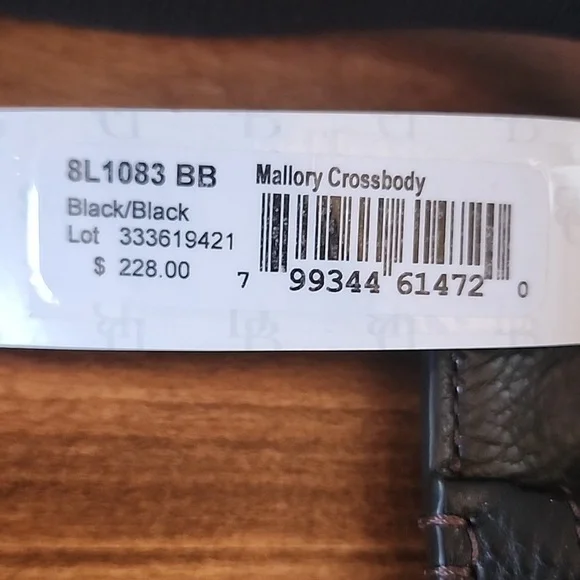 8L1083 BB
Mallory Crossbody
Black/Black
Lot 333619421
$ 228.00
7 99344 61472 0